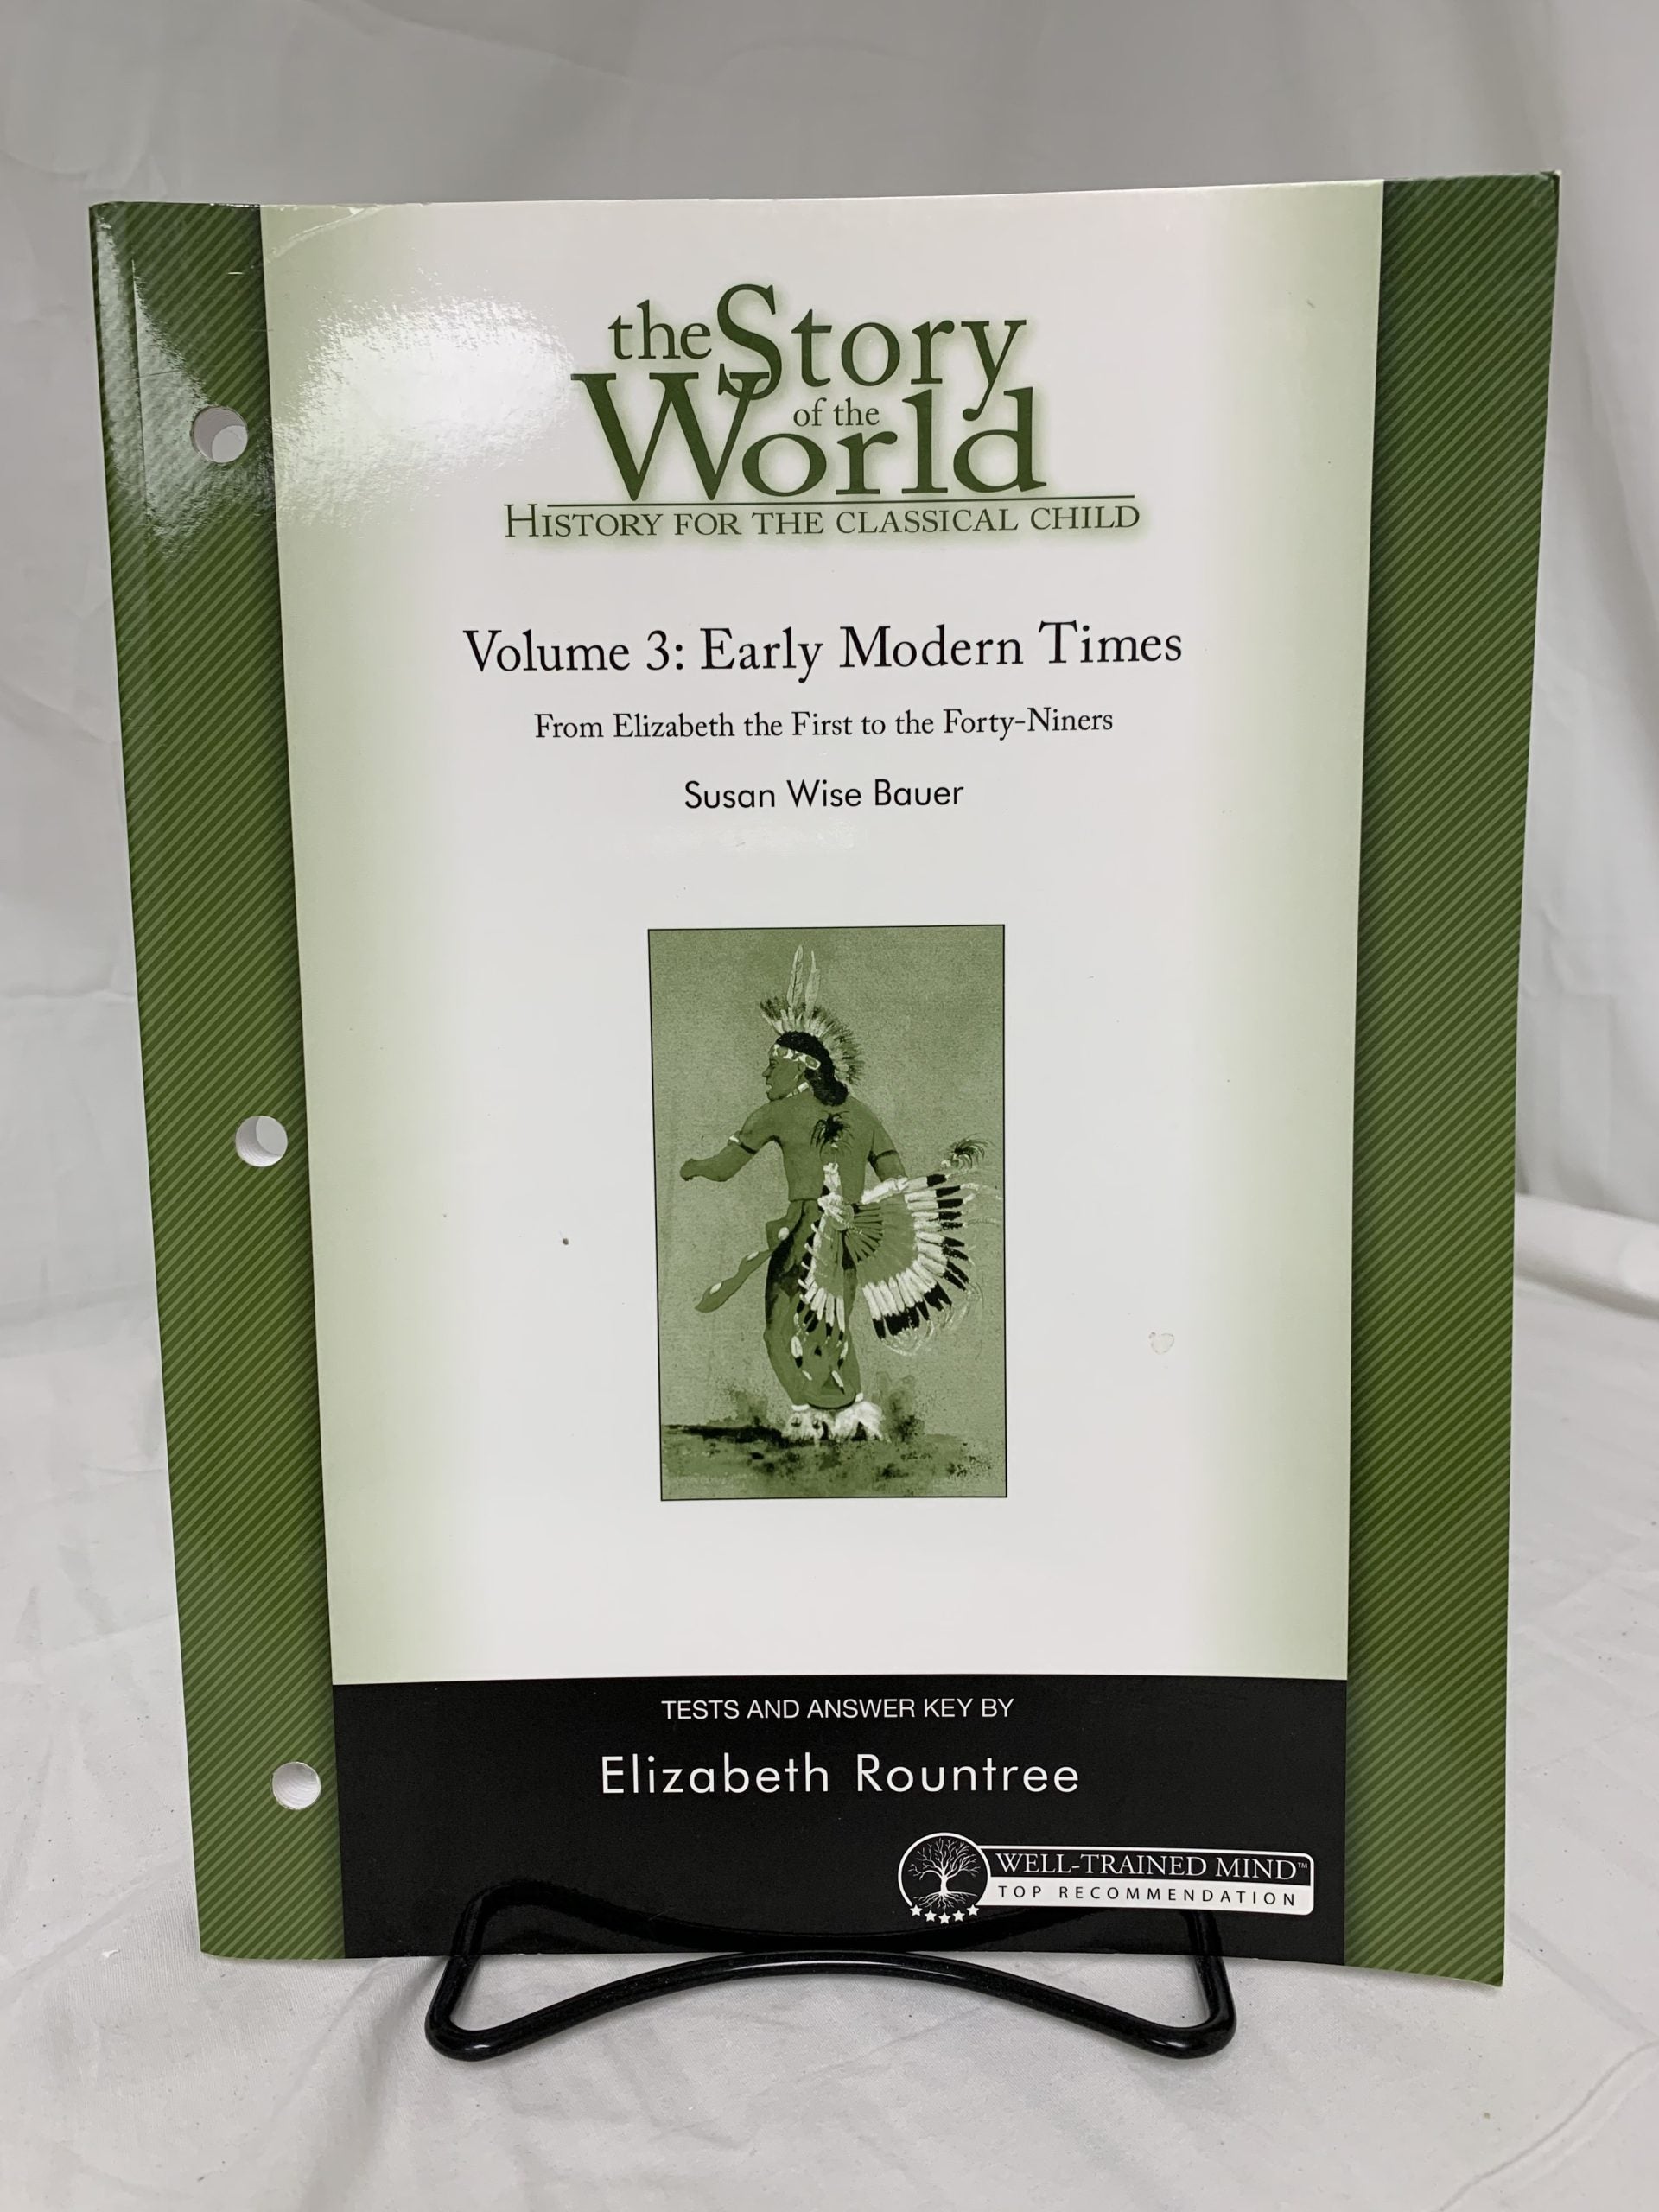 the Story
of the
World
HISTORY FOR THE CLASSICAL CHILD
Volume 3: Early Modern Times
From Elizabeth the First to the Forty-Niners
Susan Wise Bauer
TESTS AND ANSWER KEY BY
Elizabeth Rountree
WELL-TRAINED MIND™
TOP RECOMMENDATION